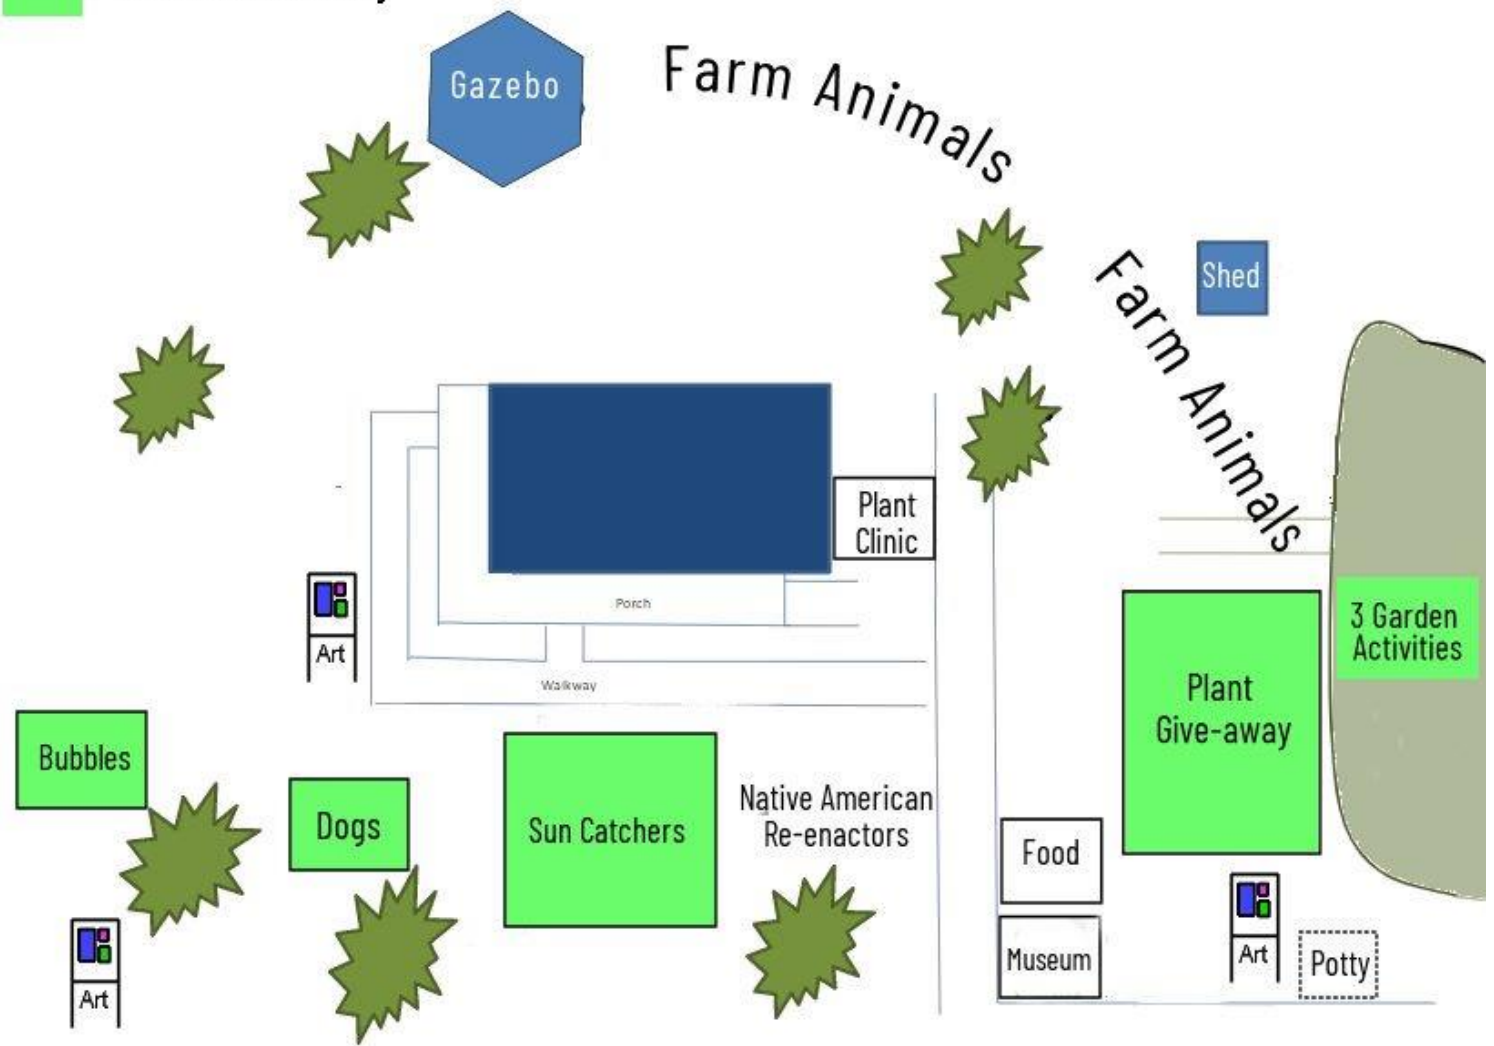 Gazebo
Farm Animals
Shed
Farm Animals
Plant
Clinic
Porch
Walkway
Art
3 Garden
Activities
Plant
Give-away
Bubbles
Dogs
Sun Catchers
Native American
Re-enactors
Food
Museum
Art
Potty
Art